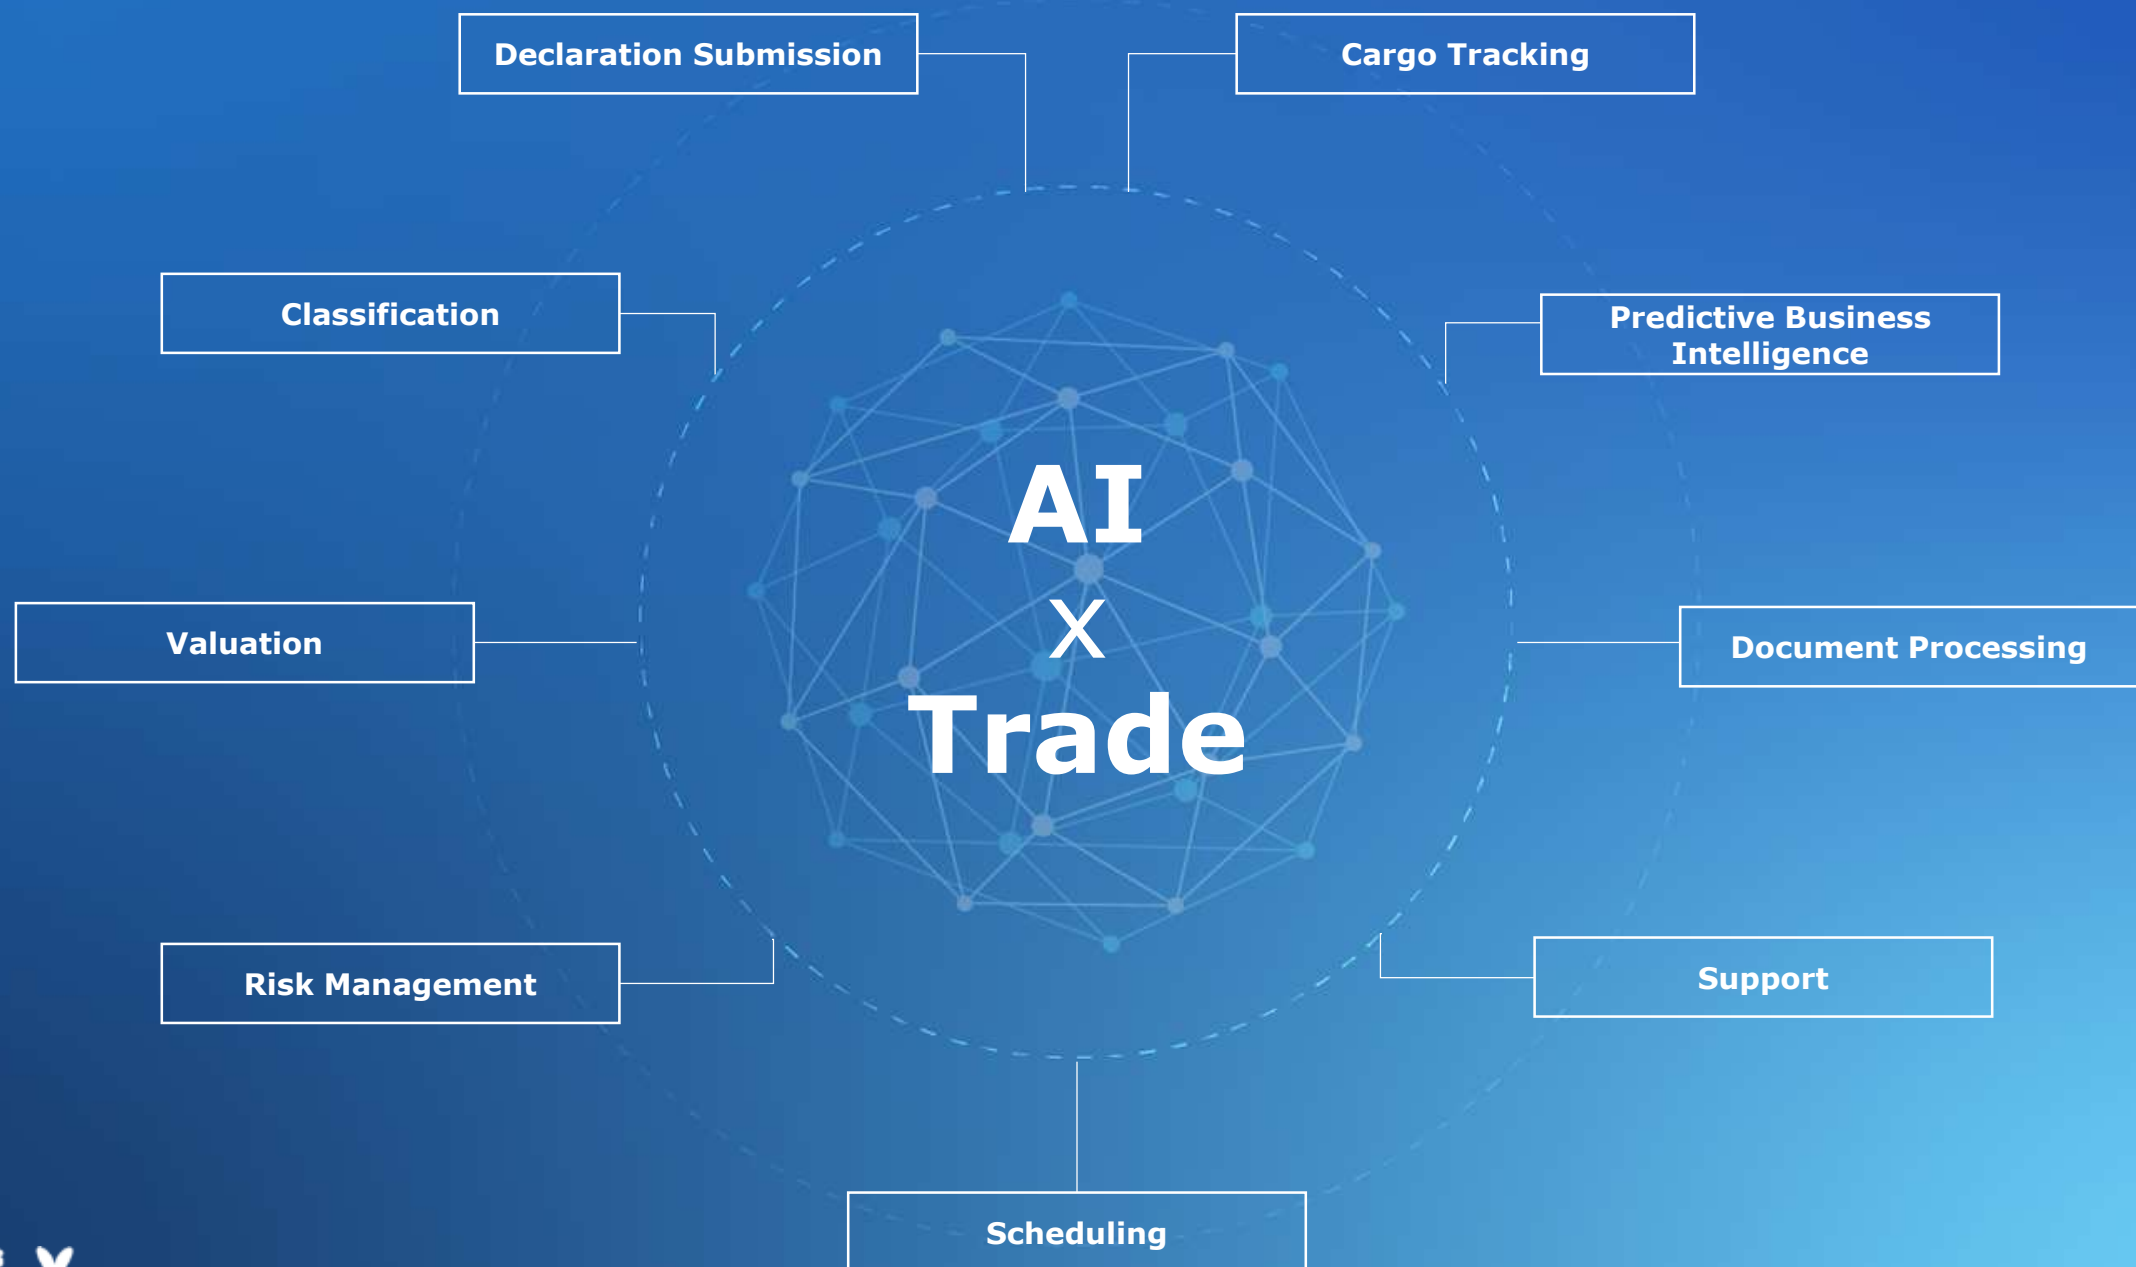 Declaration Submission
Cargo Tracking
Classification
Predictive Business
Intelligence
AI
x
Trade
Valuation
Document Processing
Risk Management
Support
Scheduling